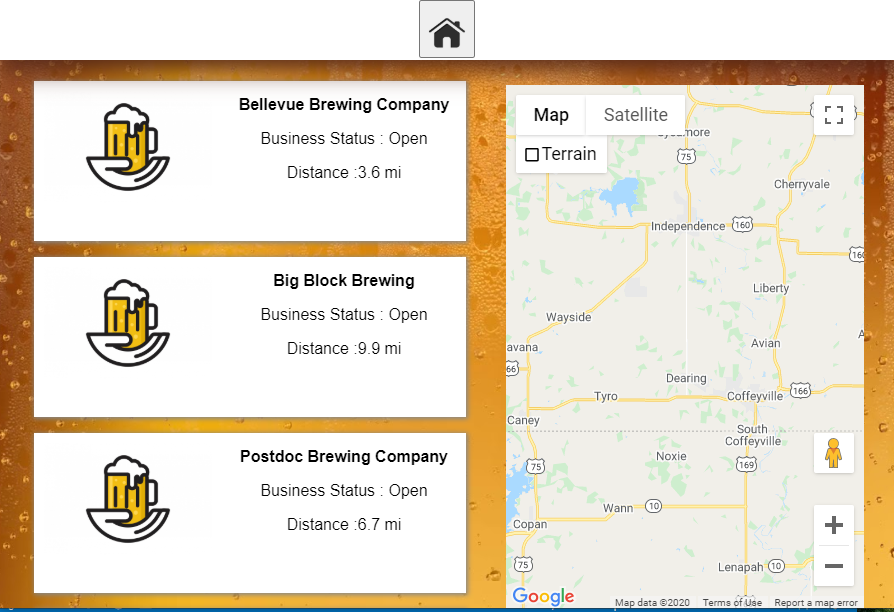 Bellevue Brewing Company
Business Status : Open
Distance :3.6 mi
Big Block Brewing
Business Status : Open
Distance :9.9 mi
Postdoc Brewing Company
Business Status : Open
Distance :6.7 mi
Map
Satellite
Terrain
75
Cherryvale
Independence
160
160
Liberty
Wayside
Avian
avana
66
Dearing
Tyro
Coffeyville
166
Caney
South
Coffeyville
Noxie
75
169
Wann
10
Copan
75
Lenapah
10
Google
Map data ©2020
Terms of Use
Report a map error